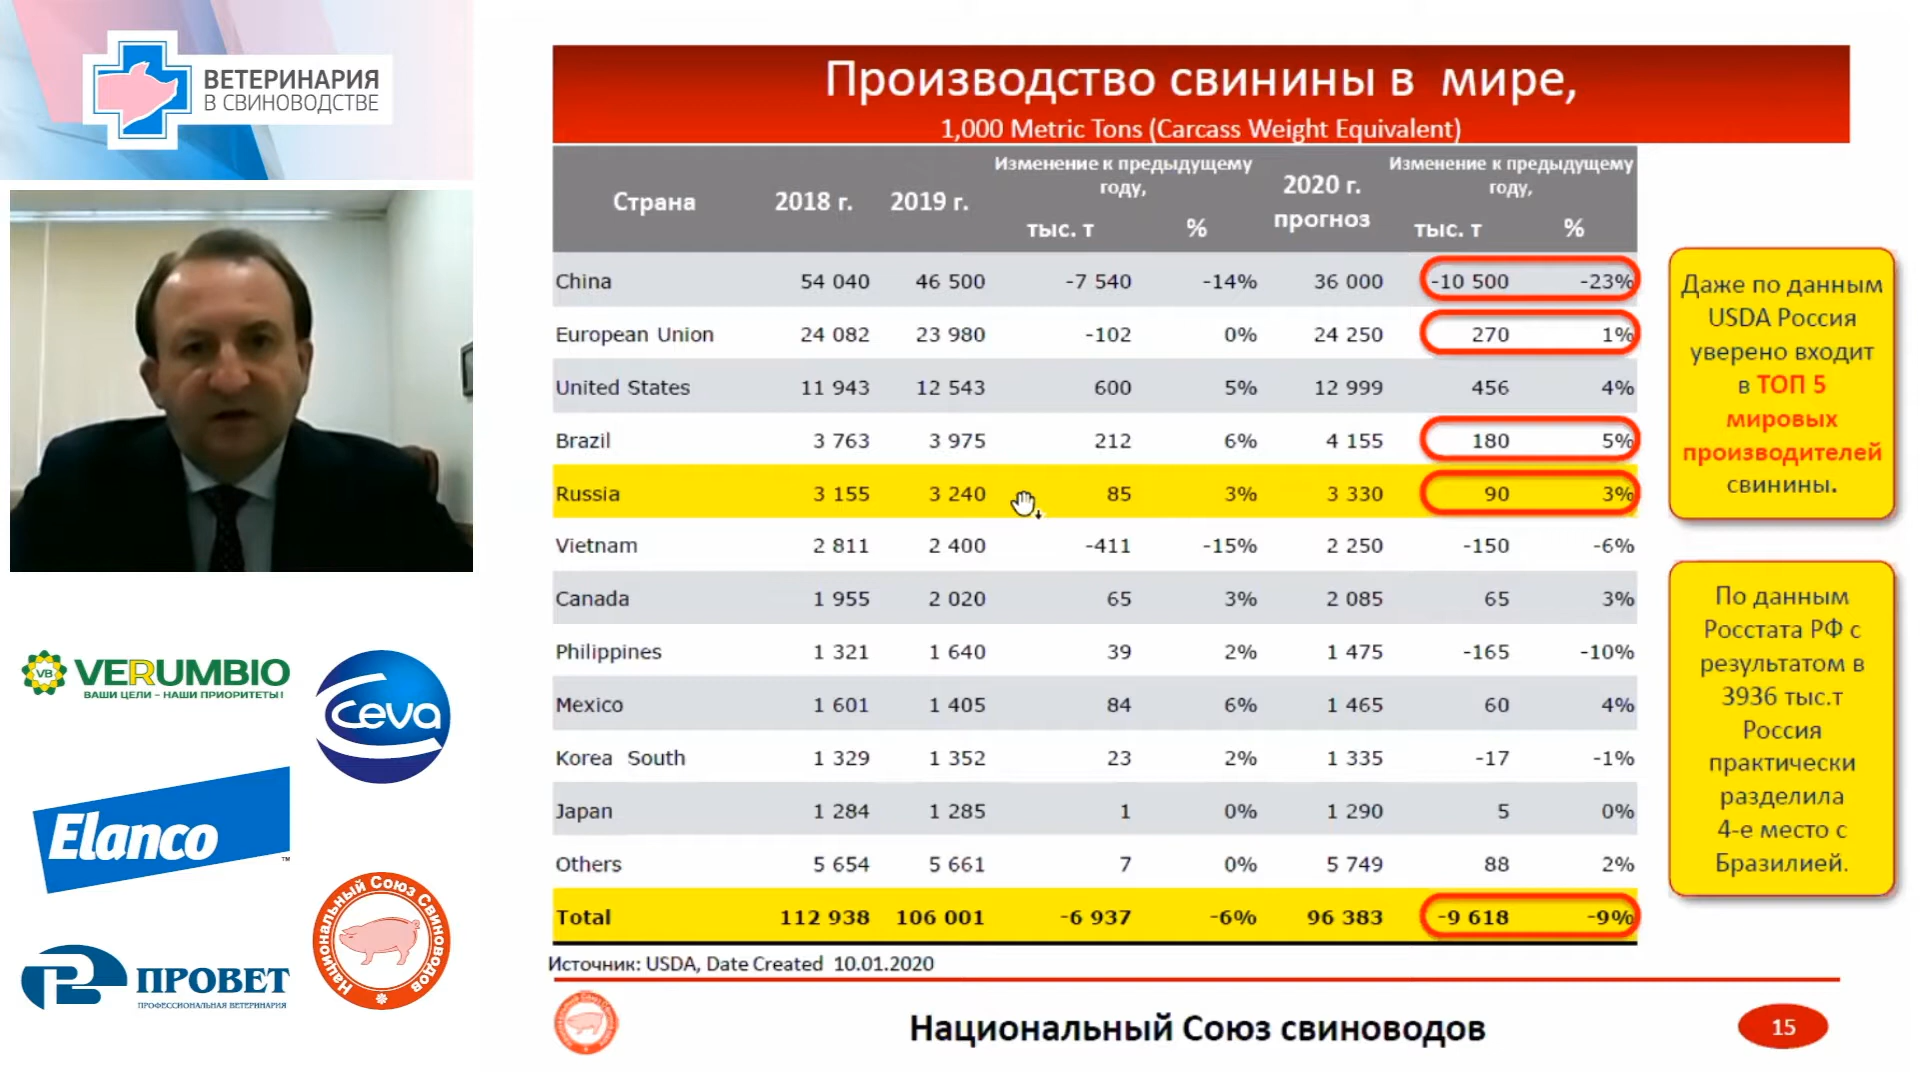 ВЕТЕРИНАРИЯ
В СВИНОВОДСТВЕ
VERUMBIO
VB
ВАШИ ЦЕЛИ – НАШИ ПРИОРИТЕТЫ!
Ceva
Elanco
™
Национальный Союз Свиноводов
ПРОВЕТ
ПРОФЕССИОНАЛЬНАЯ ВЕТЕРИНАРИЯ
Производство свинины в мире,
1,000 Metric Tons (Carcass Weight Equivalent)
Страна 2018 г. 2019 г. Изменение к предыдущему году, тыс. т % 2020 г. прогноз Изменение к предыдущему году, тыс. т %
China 54 040 46 500 -7 540 -14% 36 000 -10 500 -23%
European Union 24 082 23 980 -102 0% 24 250 270 1%
United States 11 943 12 543 600 5% 12 999 456 4%
Brazil 3 763 3 975 212 6% 4 155 180 5%
Russia 3 155 3 240 85 3% 3 330 90 3%
Vietnam 2 811 2 400 -411 -15% 2 250 -150 -6%
Canada 1 955 2 020 65 3% 2 085 65 3%
Philippines 1 321 1 640 39 2% 1 475 -165 -10%
Mexico 1 601 1 405 84 6% 1 465 60 4%
Korea South 1 329 1 352 23 2% 1 335 -17 -1%
Japan 1 284 1 285 1 0% 1 290 5 0%
Others 5 654 5 661 7 0% 5 749 88 2%
Total 112 938 106 001 -6 937 -6% 96 383 -9 618 -9%
Источник: USDA, Date Created 10.01.2020
Даже по данным
USDA Россия
уверено входит
в ТОП 5
мировых
производителей
свинины.
По данным
Росстата РФ с
результатом в
3936 тыс.т
Россия
практически
разделила
4-е место с
Бразилией.
Национальный Союз свиноводов
15